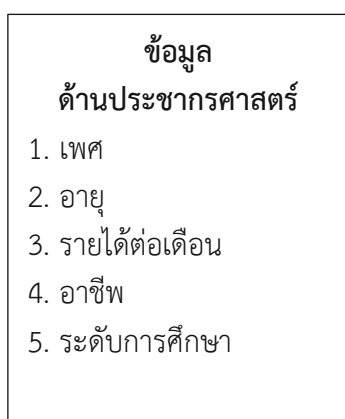 ข้อมูล
ด้านประชากรศาสตร์
1. เพศ
2. อายุ
3. รายได้ต่อเดือน
4. อาชีพ
5. ระดับการศึกษา